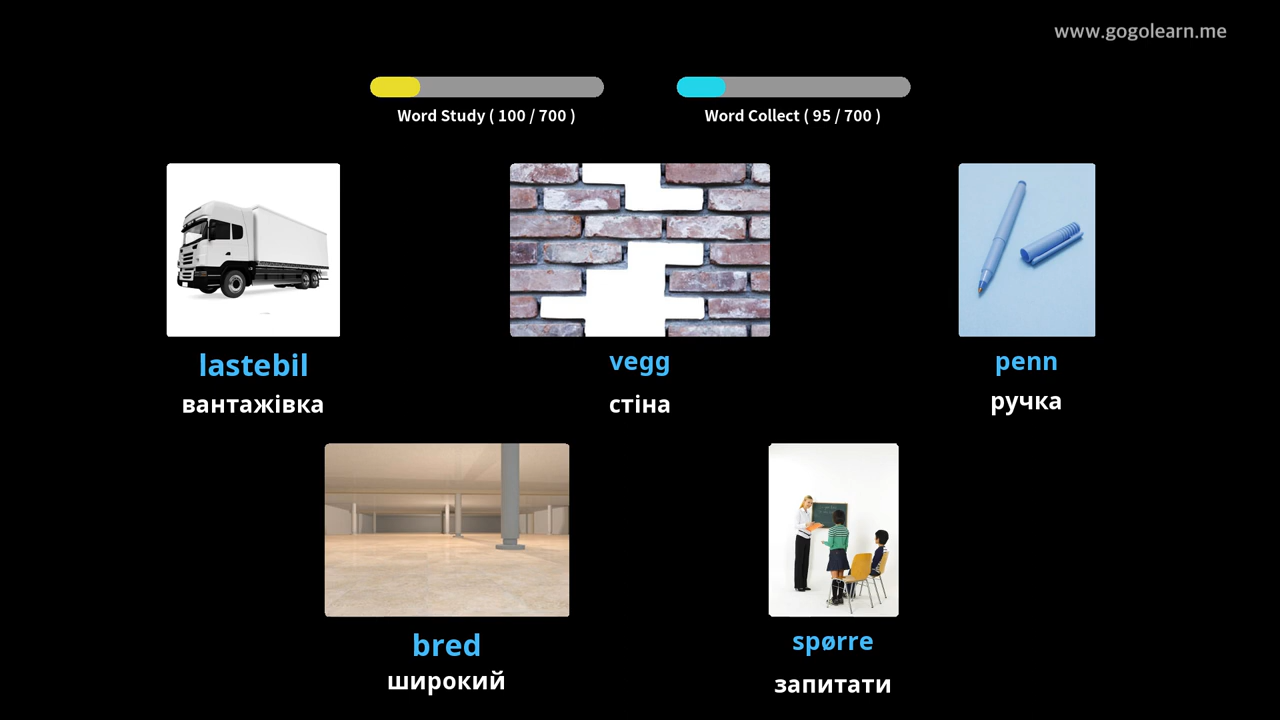 www.gogolearn.me
Word Study ( 100 / 700 )
Word Collect ( 95 / 700 )
lastebil
вантажівка
vegg
стіна
penn
ручка
bred
широкий
spørre
запитати